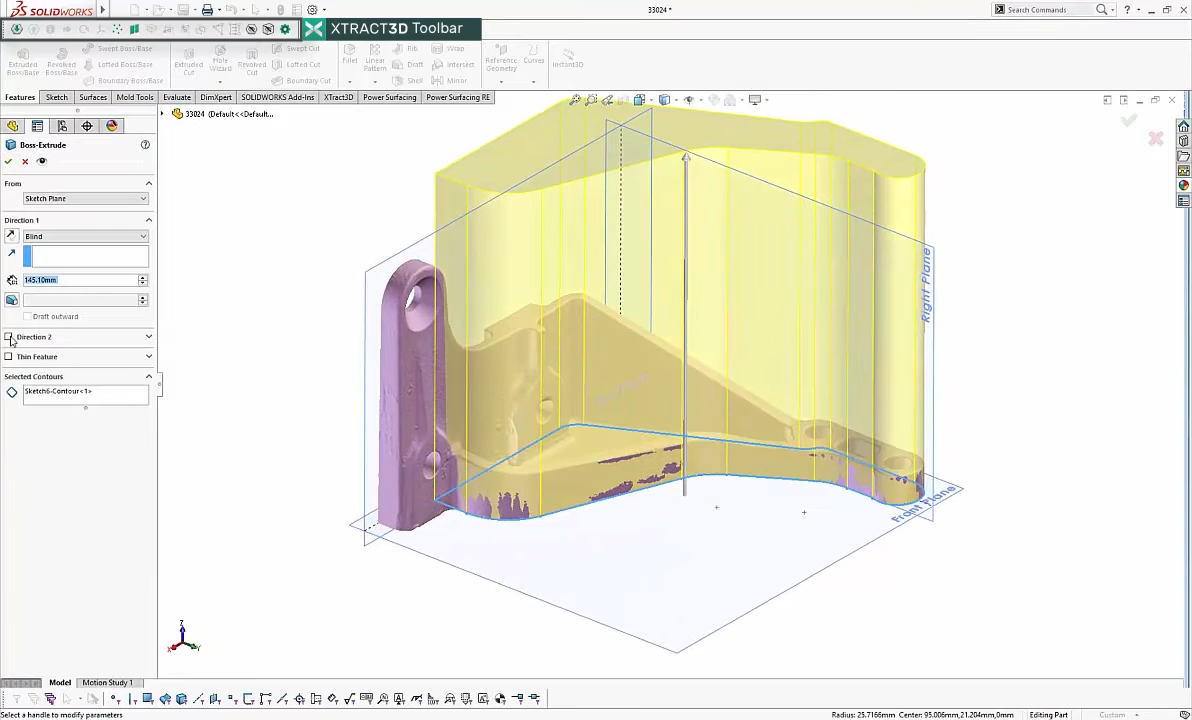 SOLIDWORKS
33024 *
Search Commands
XTRACT3D Toolbar
Extruded Boss/Base
Revolved Boss/Base
Swept Boss/Base
Lofted Boss/Base
Boundary Boss/Base
Extruded Cut
Hole Wizard
Revolved Cut
Swept Cut
Lofted Cut
Boundary Cut
Fillet
Linear Pattern
Rib
Draft
Shell
Wrap
Intersect
Mirror
Reference Geometry
Curves
Instant3D
Features
Sketch
Surfaces
Mold Tools
Evaluate
DimXpert
SOLIDWORKS Add-Ins
XTract3D
Power Surfacing
Power Surfacing RE
33024 (Default<<Default...
Boss-Extrude
From
Sketch Plane
Direction 1
Blind
145.10mm
Draft outward
Direction 2
Thin Feature
Selected Contours
Sketch6-Contour<1>
Right Plane
Front Plane
Z
X
Y
Model
Motion Study 1
Select a handle to modify parameters
Radius: 25.7166mm Center: 95.006mm,21.204mm,0mm
Editing Part
Custom